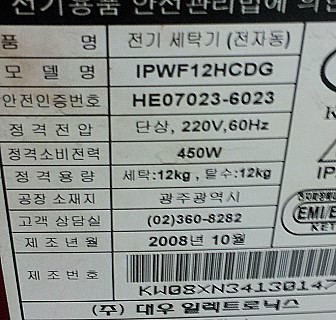 전기용품 안전관리법에 의한
품 명 전기 세탁기 (전자동)
모 델 명 IPWF12HCDG
안전인증번호 HE07023-6023
정 격 전 압 단상, 220V,60Hz
정격소비전력 450W
정 격 용 량 세탁:12kg , 탈수:12kg
공장 소재지 광주광역시
고객 상담실 (02)360-8282
제 조 년 월 2008년 10월
제 조 번 호 KW08XN34130147
(주) 대우 일렉트로닉스
K
IP
EMI/E
KET